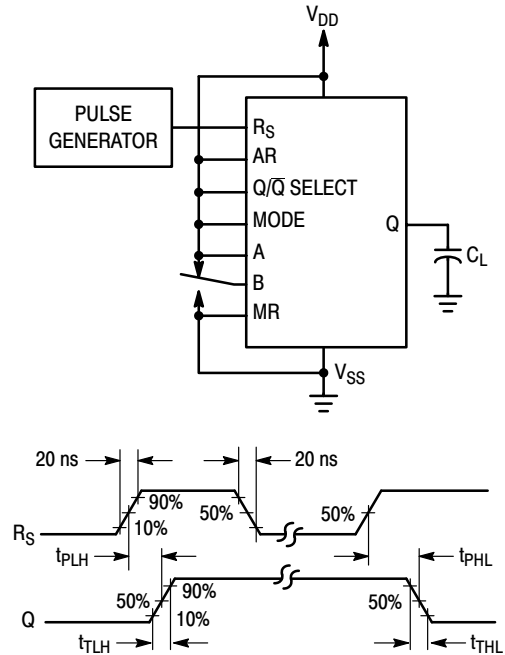 VDD
PULSE
GENERATOR
RS
AR
Q/Q̅ SELECT
MODE
A
B
MR
Q
CL
VSS
20 ns
20 ns
RS
90%
10%
50%
50%
tPLH
tPHL
Q
50%
90%
10%
50%
tTLH
tTHL